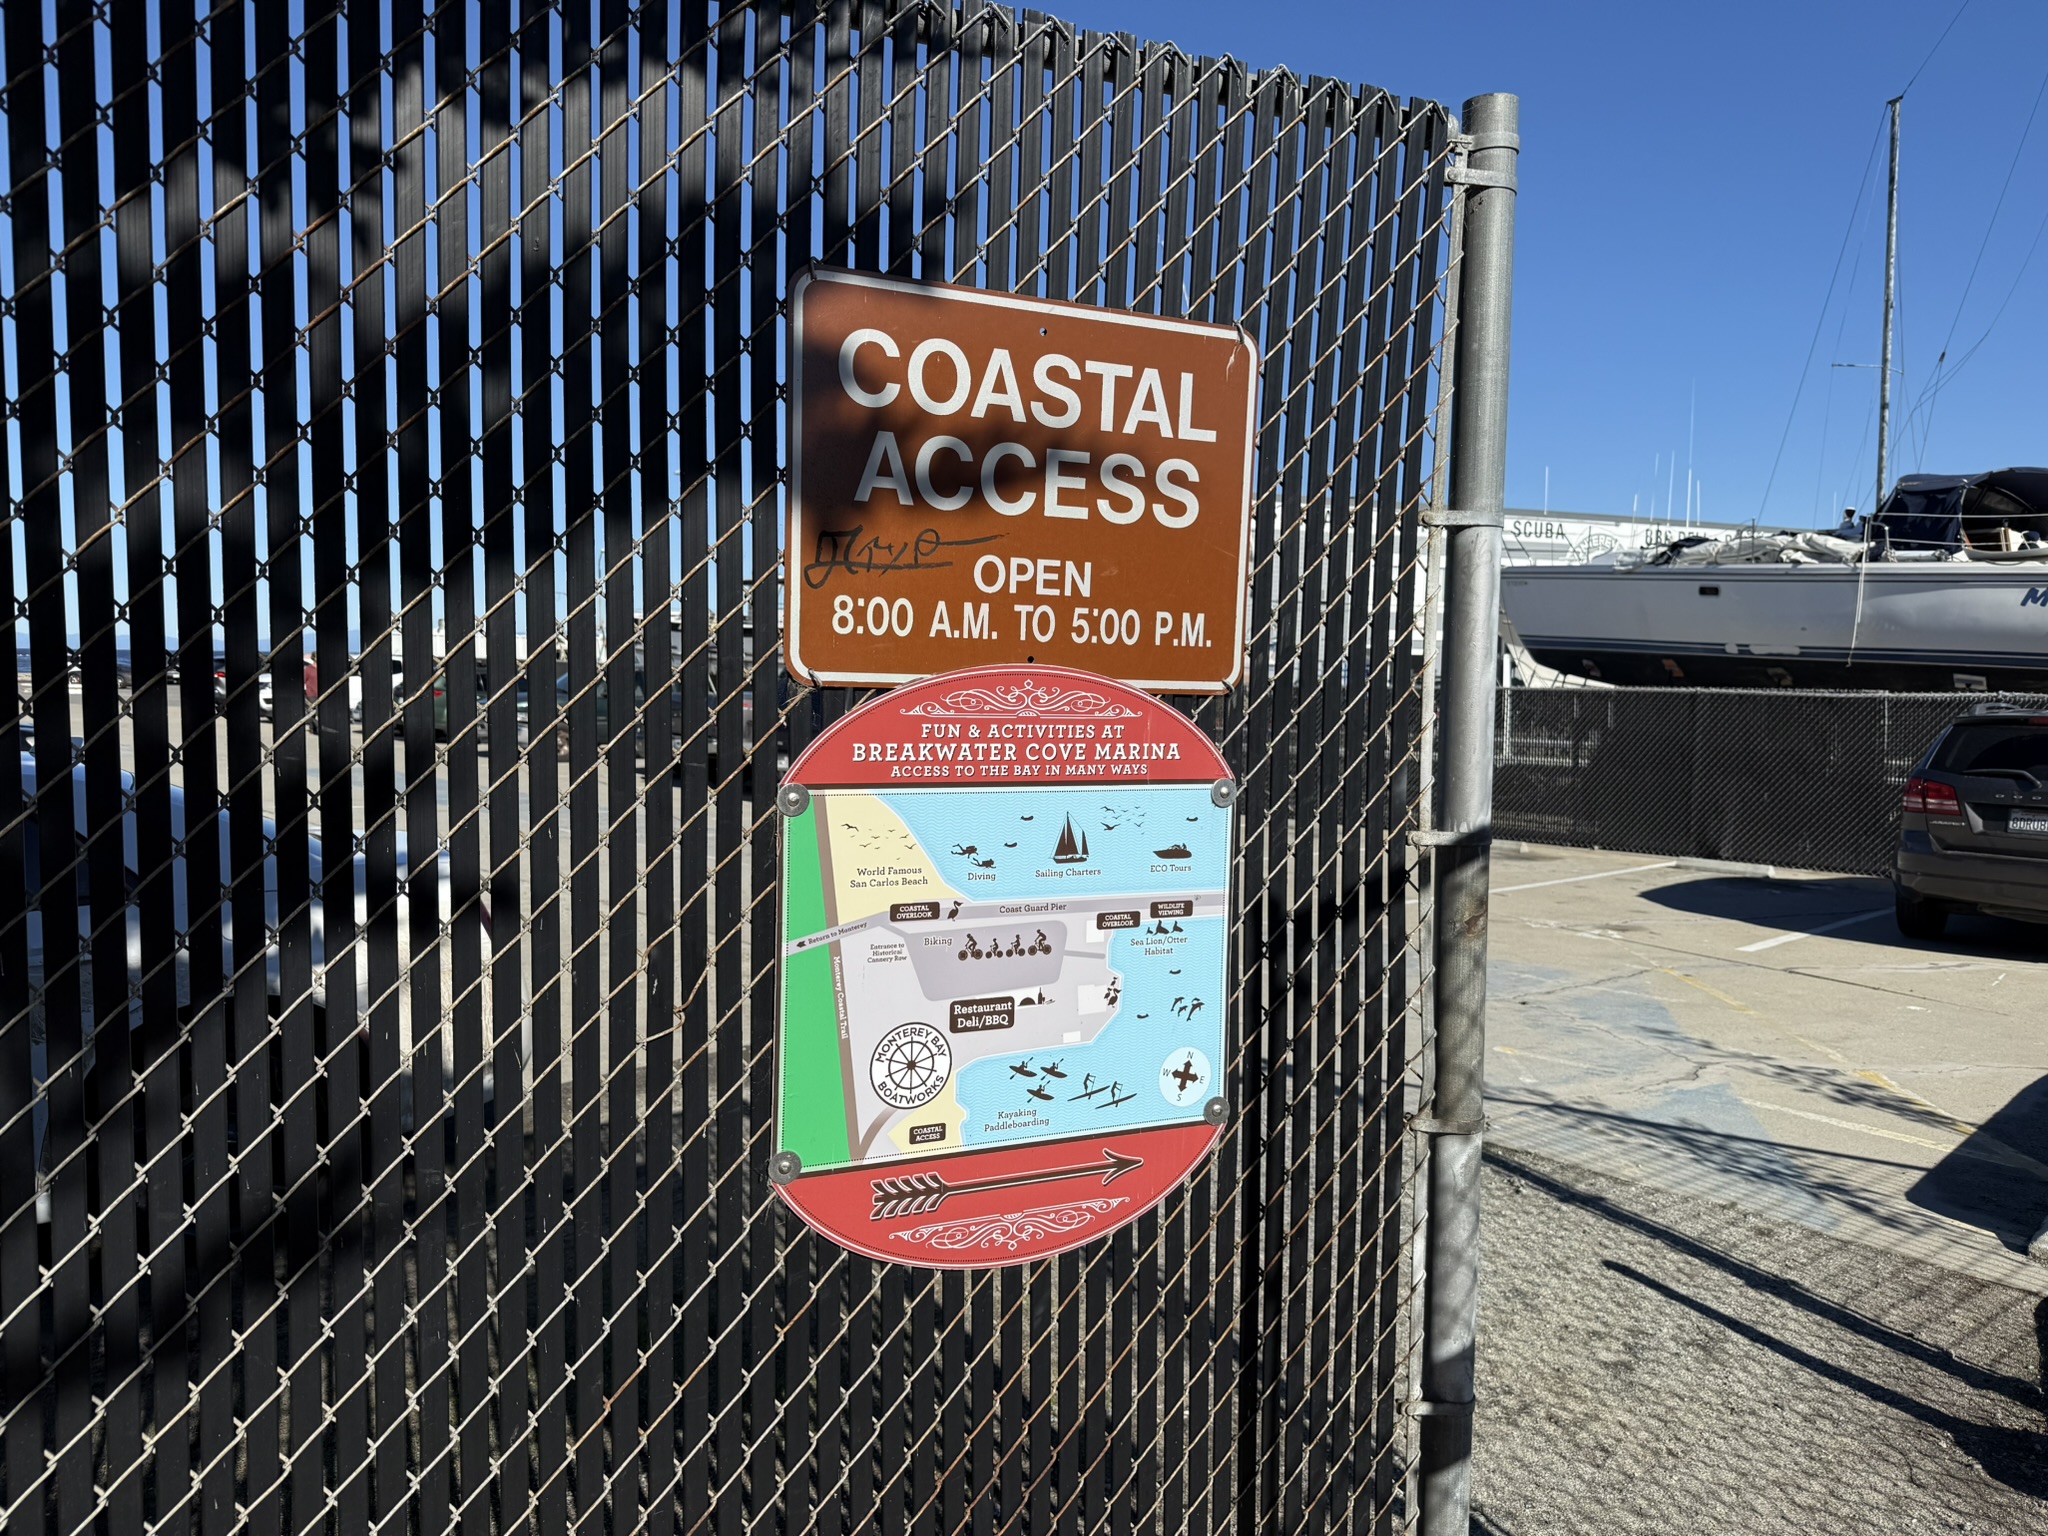 COASTAL
ACCESS
OPEN
8:00 A.M. TO 5:00 P.M.
FUN & ACTIVITIES AT
BREAKWATER COVE MARINA
ACCESS TO THE BAY IN MANY WAYS
World Famous
San Carlos Beach
Diving
Sailing Charters
ECO Tours
COASTAL
OVERLOOK
Coast Guard Pier
COASTAL
OVERLOOK
WILDLIFE
VIEWING
Return to Monterey
Entrance to
Historical
Cannery Row
Biking
Sea Lion/Otter
Habitat
Monterey Coastal Trail
Restaurant
Deli/BBQ
MONTEREY BAY
BOATWORKS
Kayaking
Paddleboarding
COASTAL
ACCESS
N
W E
S
SCUBA